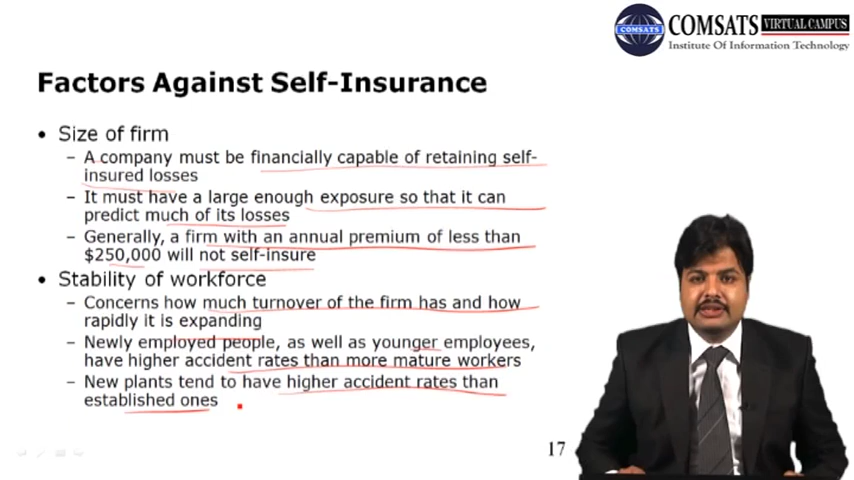 COMSATS VIRTUAL CAMPUS
COMSATS
Institute Of Information Technology
Factors Against Self-Insurance
• Size of firm
– A company must be financially capable of retaining self-
insured losses
– It must have a large enough exposure so that it can
predict much of its losses
– Generally, a firm with an annual premium of less than
$250,000 will not self-insure
• Stability of workforce
– Concerns how much turnover of the firm has and how
rapidly it is expanding
– Newly employed people, as well as younger employees,
have higher accident rates than more mature workers
– New plants tend to have higher accident rates than
established ones
17